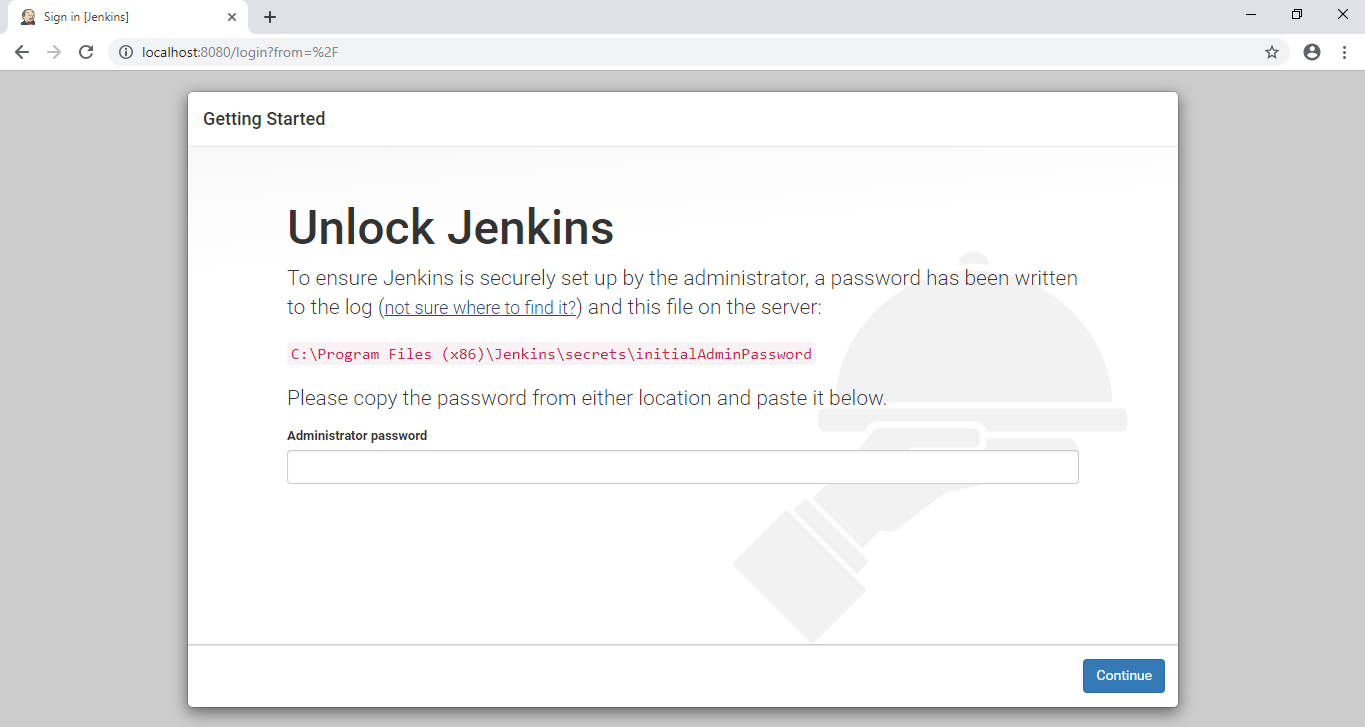 Sign in [Jenkins]
localhost:8080/login?from=%2F
Getting Started
Unlock Jenkins
To ensure Jenkins is securely set up by the administrator, a password has been written
to the log (not sure where to find it?) and this file on the server:
C:\Program Files (x86)\Jenkins\secrets\initialAdminPassword
Please copy the password from either location and paste it below.
Administrator password
Continue